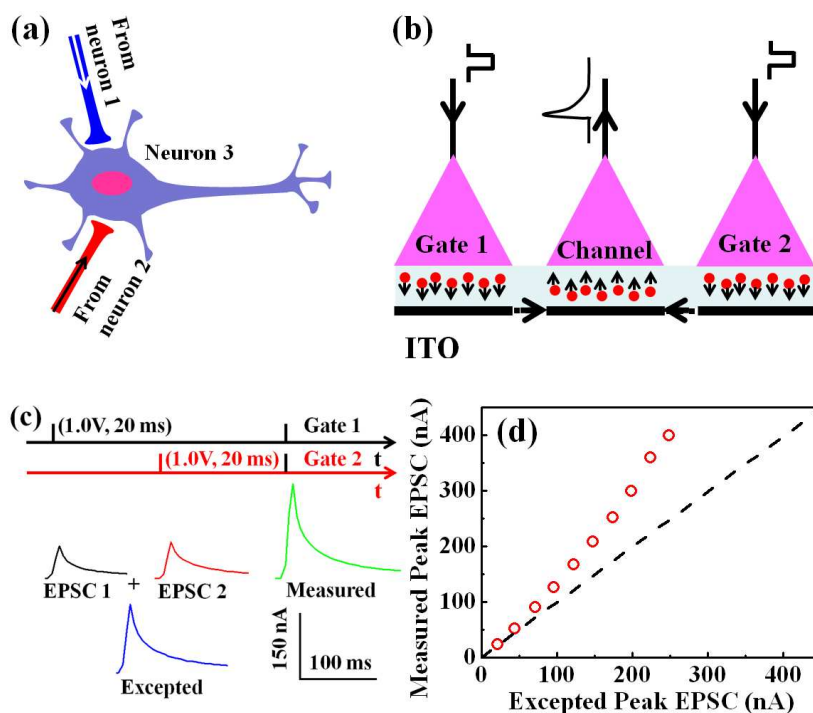 (a)
From
neuron 1
Neuron 3
From
neuron 2
(b)
Gate 1
Channel
Gate 2
ITO
(c)
(1.0V, 20 ms)
Gate 1
t
(1.0V, 20 ms)
Gate 2
t
EPSC 1
+
EPSC 2
Measured
Excepted
150 nA
100 ms
(d)
Measured Peak EPSC (nA)
400
300
200
100
0
0 100 200 300 400
Excepted Peak EPSC (nA)